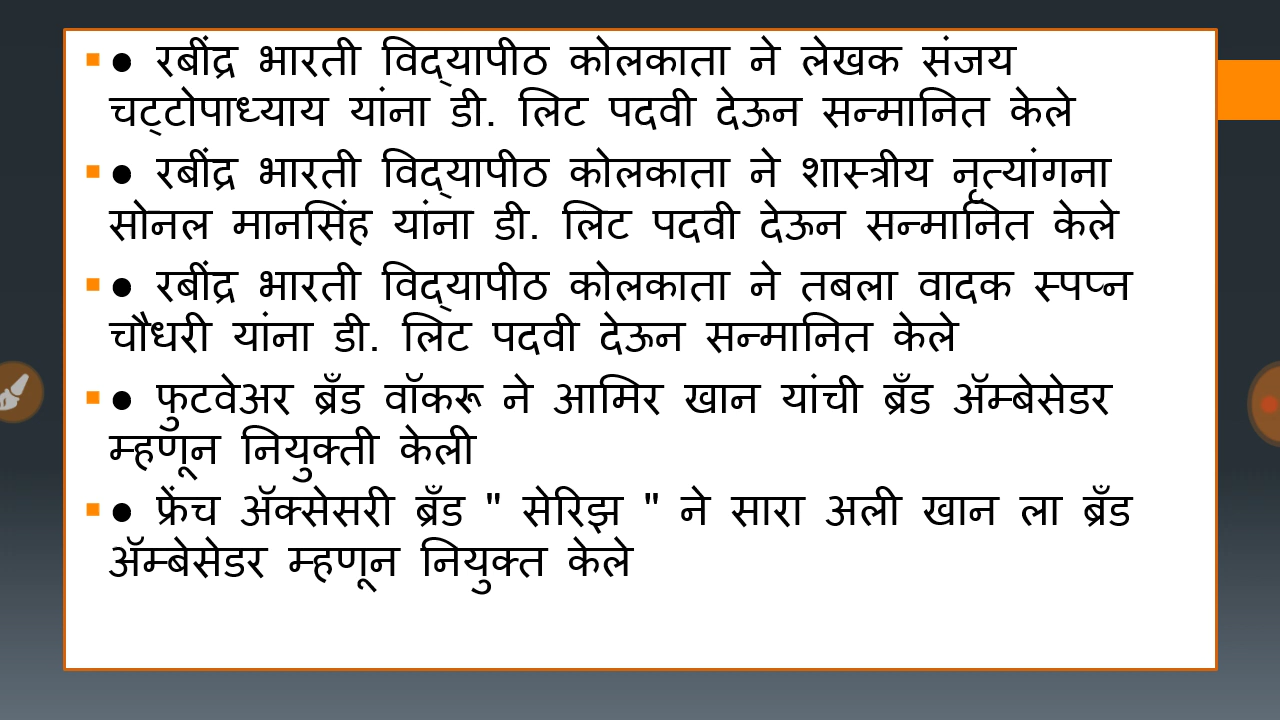 ● रबींद्र भारती विद्यापीठ कोलकाता ने लेखक संजय
चट्टोपाध्याय यांना डी. लिट पदवी देऊन सन्मानित केले
● रबींद्र भारती विद्यापीठ कोलकाता ने शास्त्रीय नृत्यांगना
सोनल मानसिंह यांना डी. लिट पदवी देऊन सन्मानित केले
● रबींद्र भारती विद्यापीठ कोलकाता ने तबला वादक स्पप्न
चौधरी यांना डी. लिट पदवी देऊन सन्मानित केले
● फुटवेअर ब्रँड वॉकरू ने आमिर खान यांची ब्रँड ॲम्बेसेडर
म्हणून नियुक्ती केली
● फ्रेंच ॲक्सेसरी ब्रँड " सेरिझ " ने सारा अली खान ला ब्रँड
ॲम्बेसेडर म्हणून नियुक्त केले